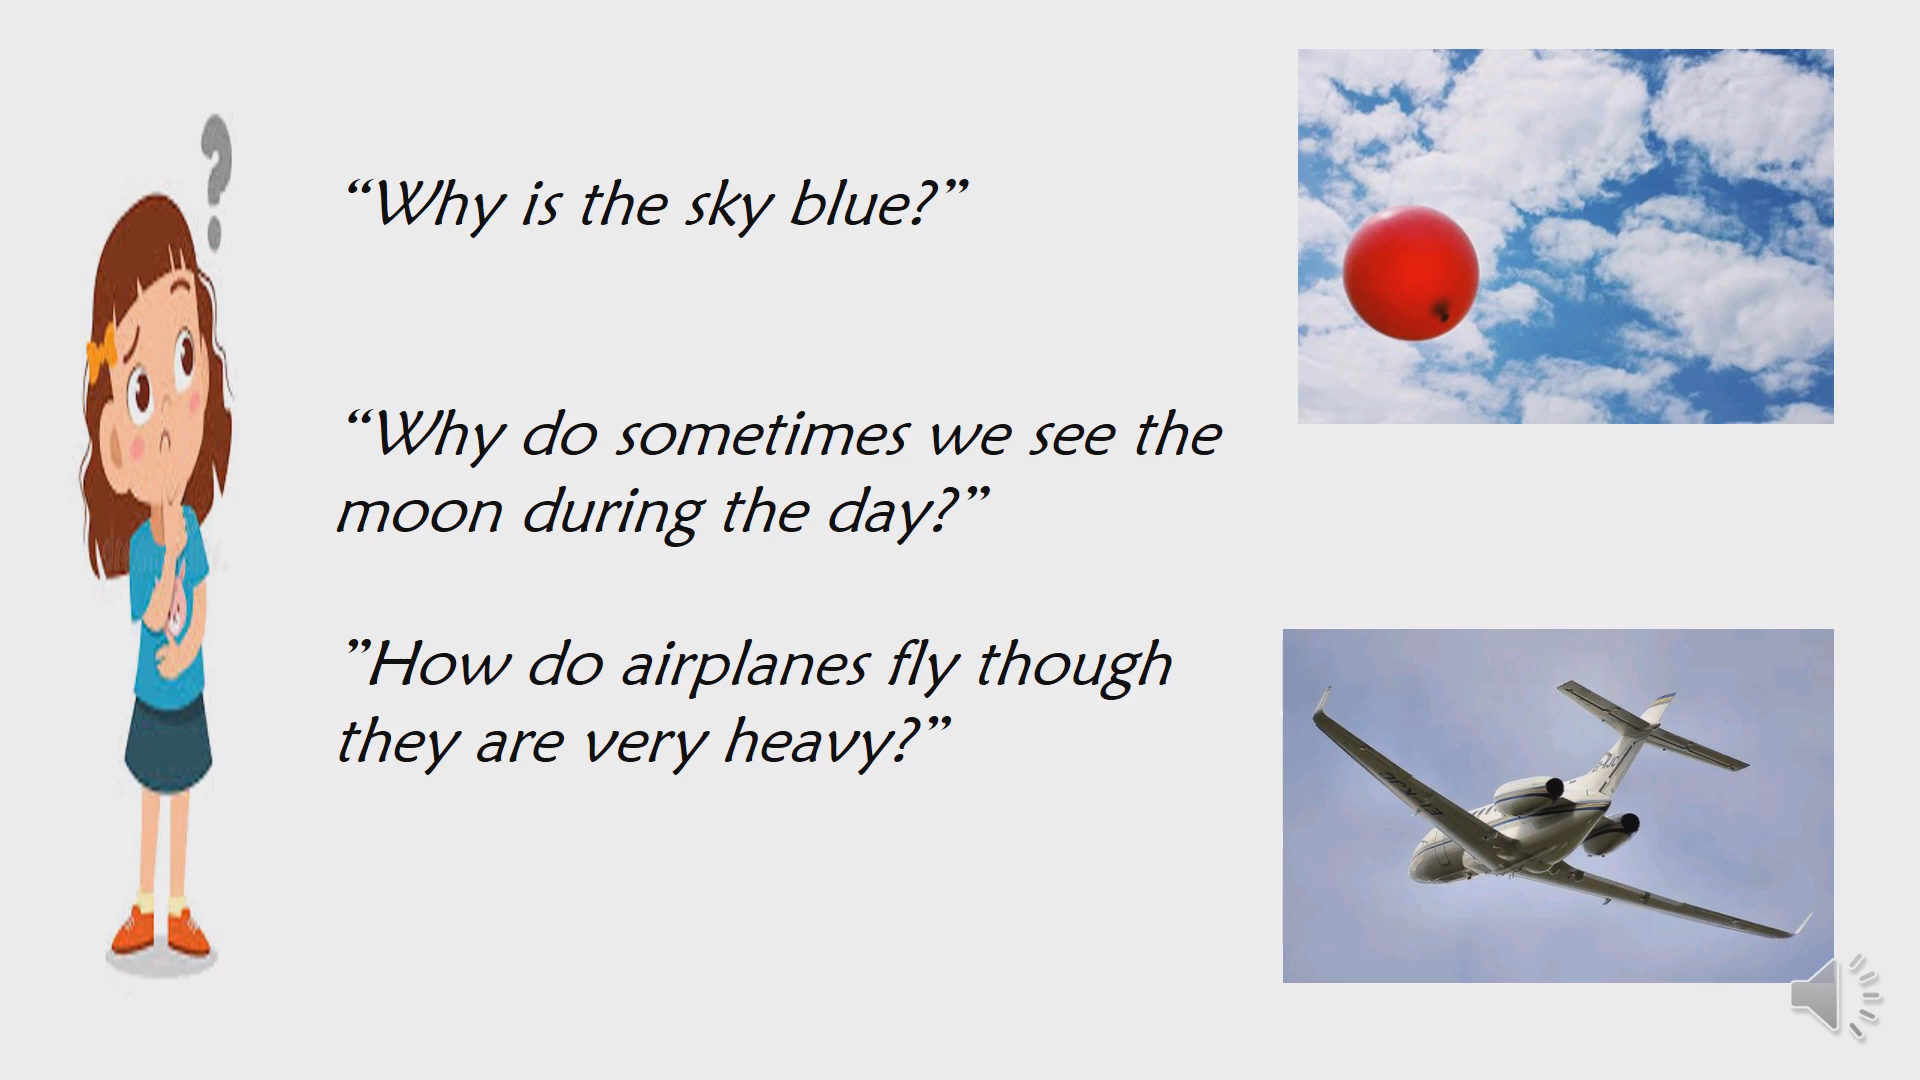 “Why is the sky blue?”
“Why do sometimes we see the
moon during the day?”
”How do airplanes fly though
they are very heavy?”